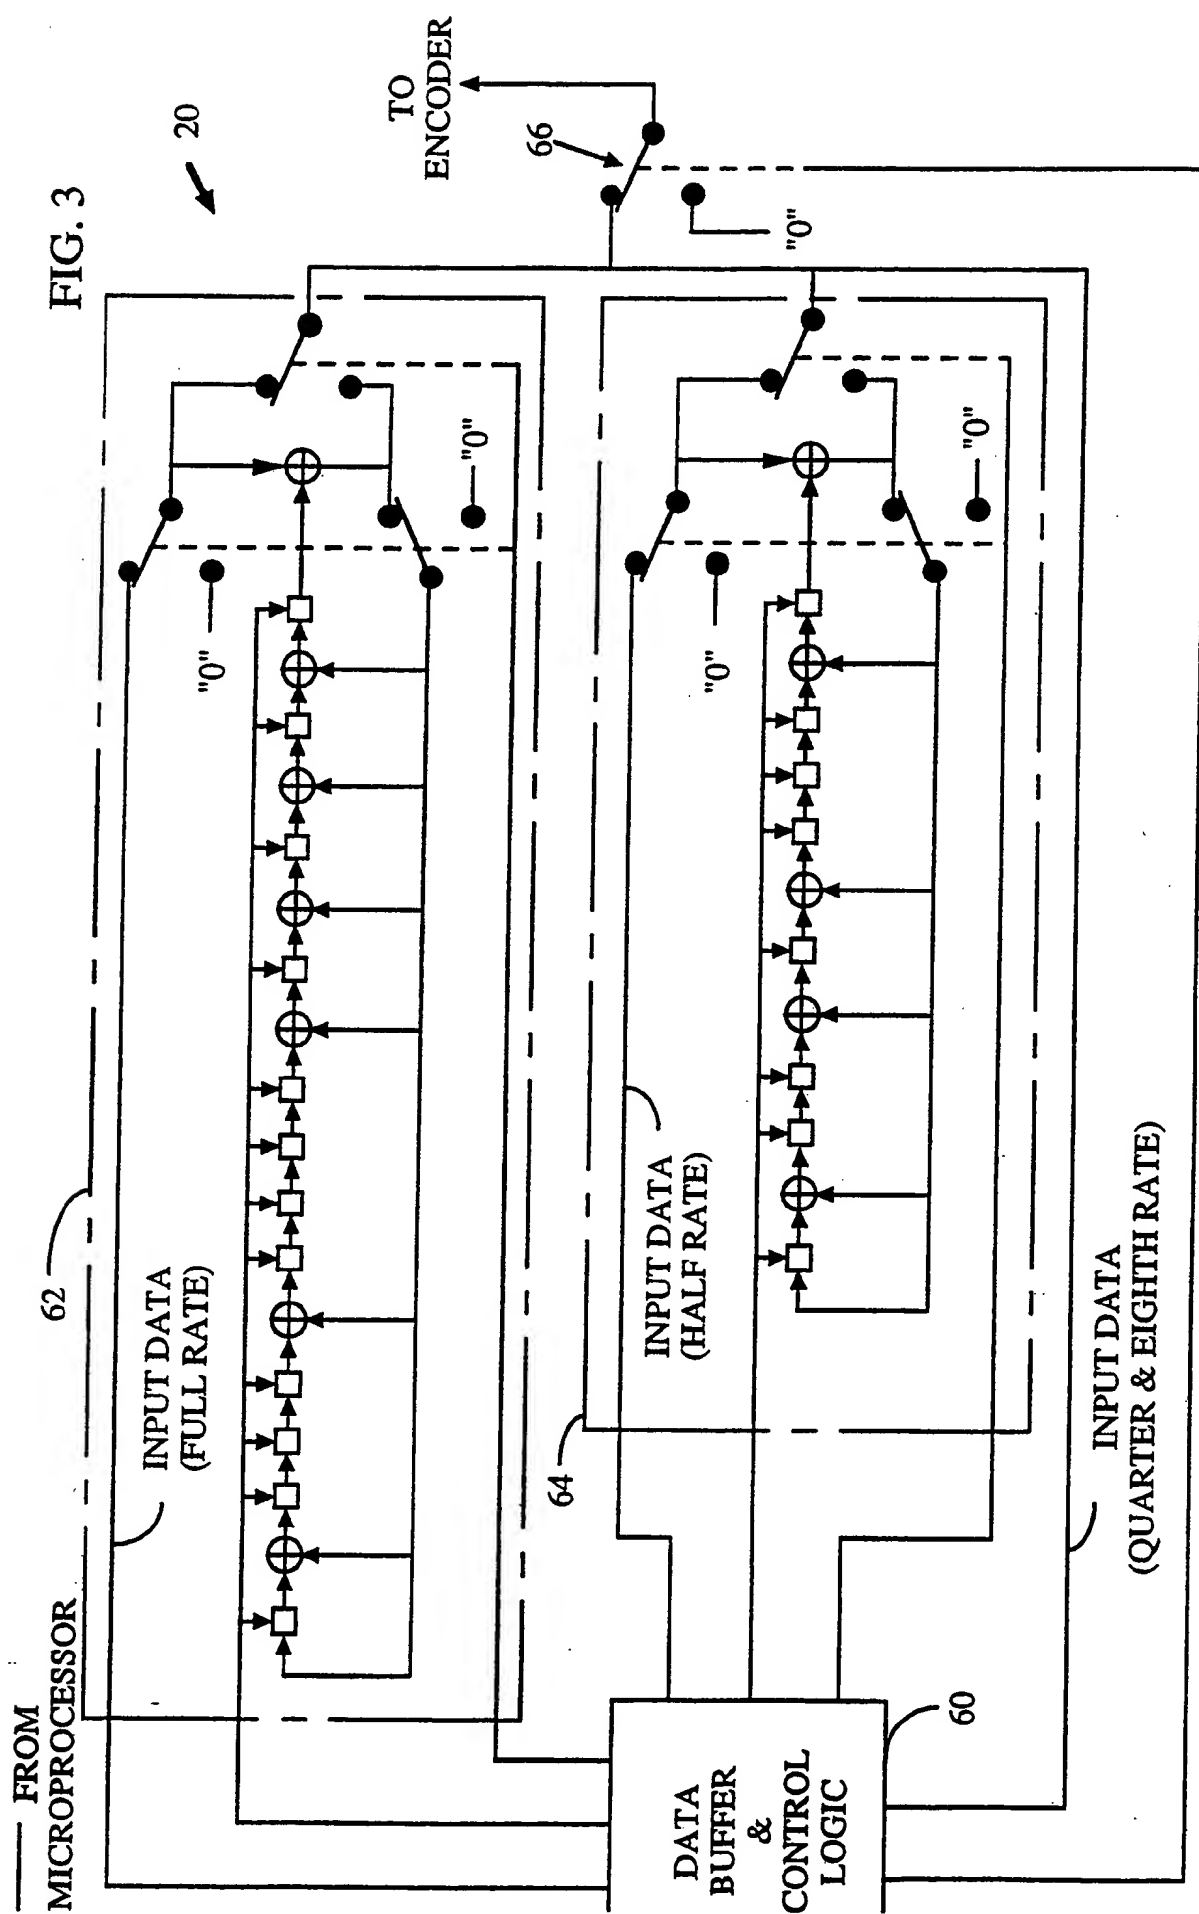 FIG. 3
20
TO
ENCODER
66
"0"
62
INPUT DATA
(FULL RATE)
"0"
"0"
64
INPUT DATA
(HALF RATE)
"0"
"0"
INPUT DATA
(QUARTER & EIGHTH RATE)
FROM
MICROPROCESSOR
DATA
BUFFER
&
CONTROL
LOGIC
60